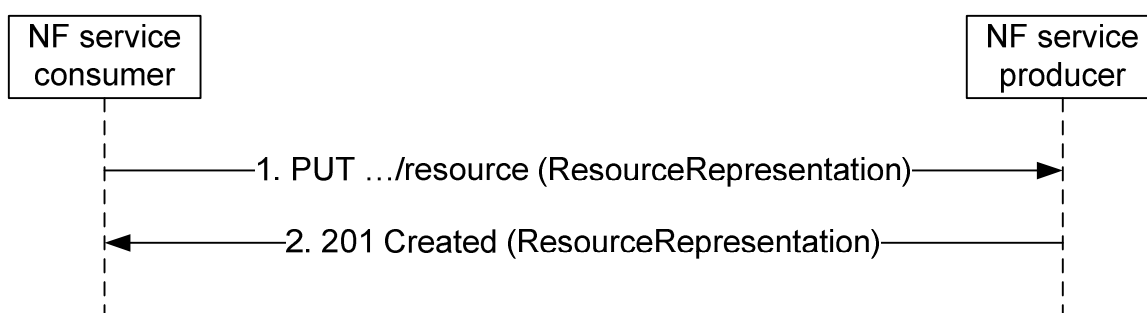 NF service
consumer
NF service
producer
1. PUT …/resource (ResourceRepresentation)
2. 201 Created (ResourceRepresentation)